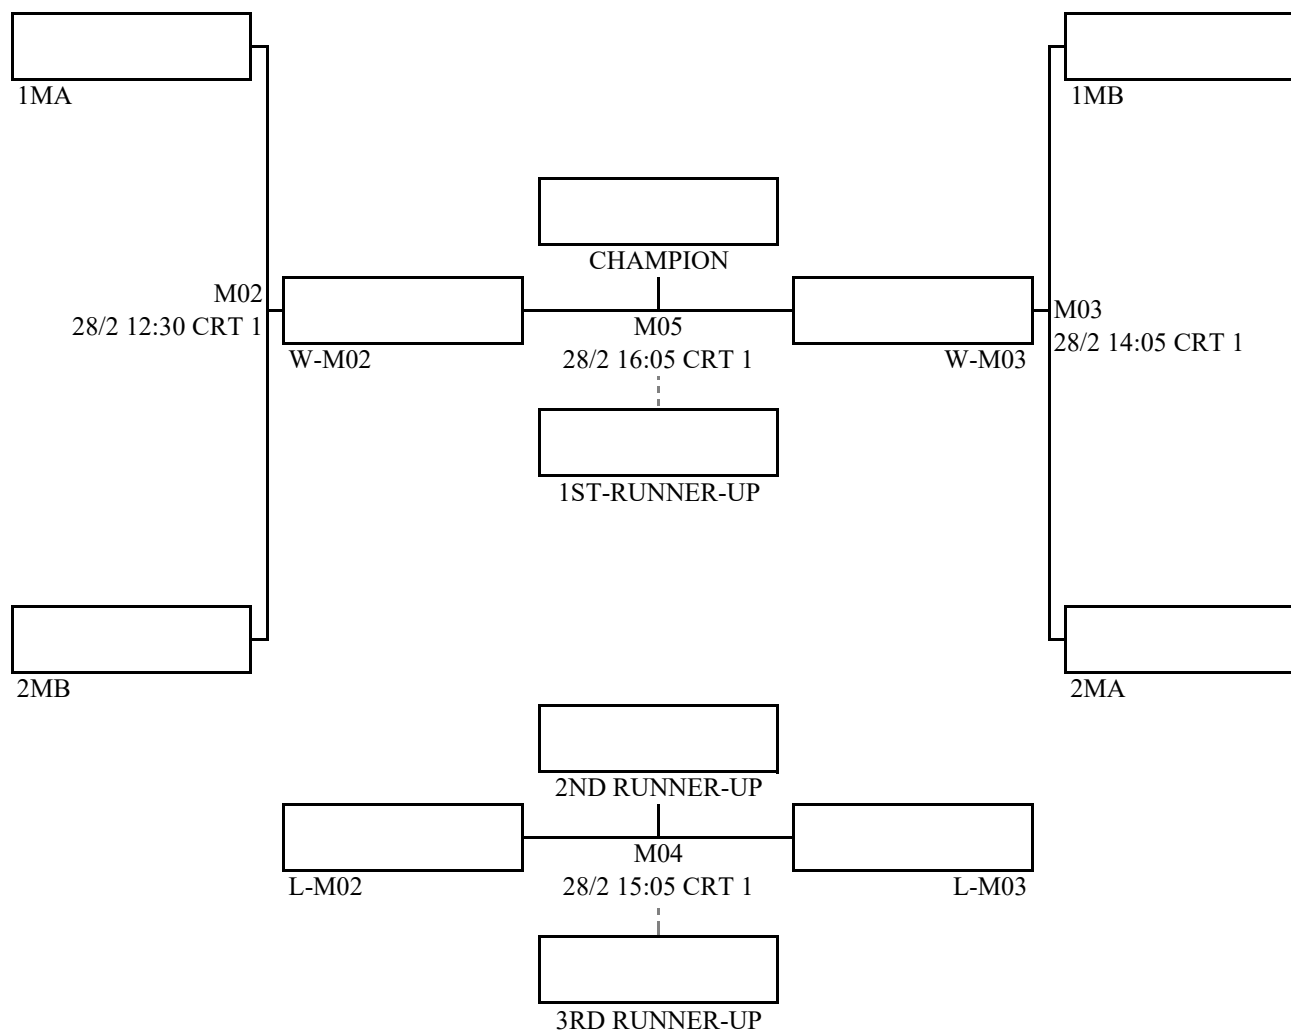 1MA
1MB
CHAMPION
M02
28/2 12:30 CRT 1
W-M02
M05
28/2 16:05 CRT 1
W-M03
M03
28/2 14:05 CRT 1
1ST-RUNNER-UP
2MB
2MA
2ND RUNNER-UP
L-M02
M04
28/2 15:05 CRT 1
L-M03
3RD RUNNER-UP